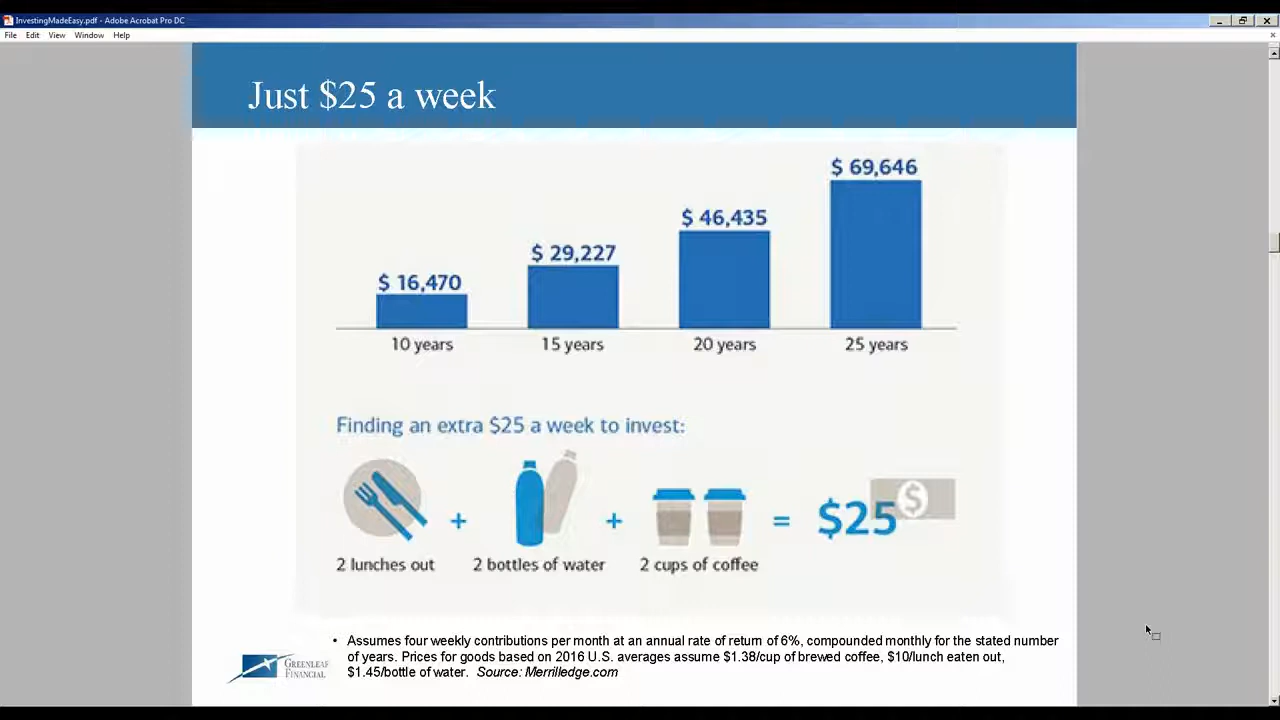 InvestingMadeEasy.pdf - Adobe Acrobat Pro DC
File Edit View Window Help
Just $25 a week
$ 69,646
$ 46,435
$ 29,227
$ 16,470
10 years 15 years 20 years 25 years
Finding an extra $25 a week to invest:
+ + = $25 $
2 lunches out 2 bottles of water 2 cups of coffee
• Assumes four weekly contributions per month at an annual rate of return of 6%, compounded monthly for the stated number
of years. Prices for goods based on 2016 U.S. averages assume $1.38/cup of brewed coffee, $10/lunch eaten out,
$1.45/bottle of water. Source: Merrilledge.com
GREENLEAF
FINANCIAL